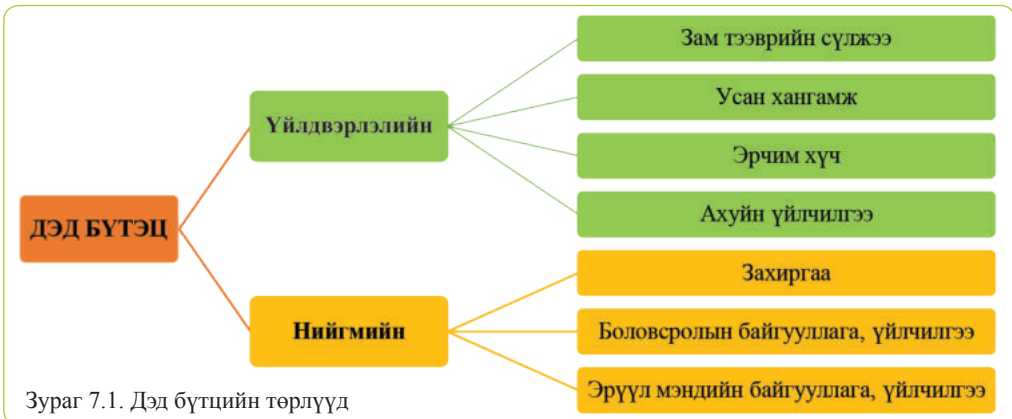 ДЭД БҮТЭЦ
Үйлдвэрлэлийн
Зам тээврийн сүлжээ
Усан хангамж
Эрчим хүч
Ахуйн үйлчилгээ
Нийгмийн
Захиргаа
Боловсролын байгууллага, үйлчилгээ
Эрүүл мэндийн байгууллага, үйлчилгээ
Зураг 7.1. Дэд бүтцийн төрлүүд